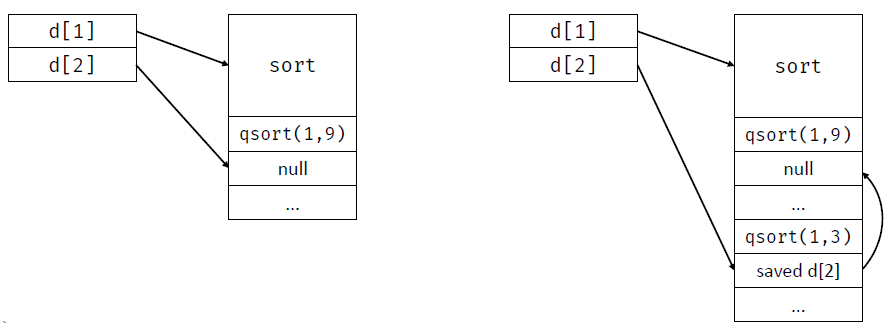 d[1]
d[2]
sort
qsort(1,9)
null
...
d[1]
d[2]
sort
qsort(1,9)
null
...
qsort(1,3)
saved d[2]
...